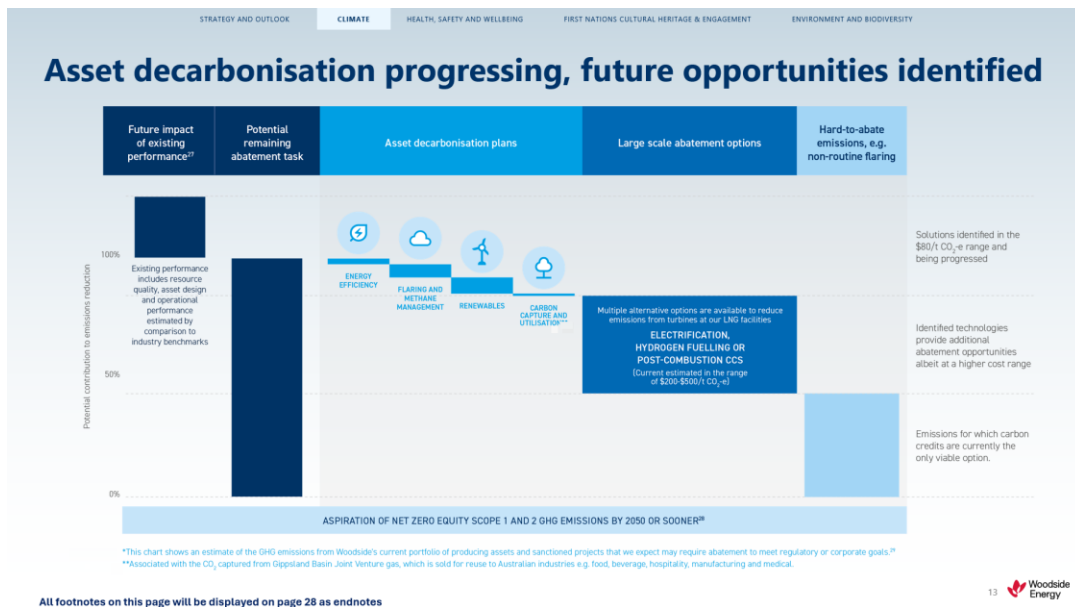 STRATEGY AND OUTLOOK
CLIMATE
HEALTH, SAFETY AND WELLBEING
FIRST NATIONS CULTURAL HERITAGE & ENGAGEMENT
ENVIRONMENT AND BIODIVERSITY
Asset decarbonisation progressing, future opportunities identified
Future impact
of existing
performance²⁷
Potential
remaining
abatement task
Asset decarbonisation plans
Large scale abatement options
Hard-to-abate
emissions, e.g.
non-routine flaring
Potential contribution to emissions reduction
100%
50%
0%
Existing performance
includes resource
quality, asset design
and operational
performance
estimated by
comparison to
industry benchmarks
ENERGY
EFFICIENCY
FLARING AND
METHANE
MANAGEMENT
RENEWABLES
CARBON
CAPTURE AND
UTILISATION**
Multiple alternative options are available to reduce
emissions from turbines at our LNG facilities
ELECTRIFICATION,
HYDROGEN FUELLING OR
POST-COMBUSTION CCS
(Current estimated in the range
of $200-$500/t CO₂-e)
Solutions identified in the
$80/t CO₂-e range and
being progressed
Identified technologies
provide additional
abatement opportunities
albeit at a higher cost range
Emissions for which carbon
credits are currently the
only viable option.
ASPIRATION OF NET ZERO EQUITY SCOPE 1 AND 2 GHG EMISSIONS BY 2050 OR SOONER²⁸
*This chart shows an estimate of the GHG emissions from Woodside's current portfolio of producing assets and sanctioned projects that we expect may require abatement to meet regulatory or corporate goals.²⁹
**Associated with the CO₂ captured from Gippsland Basin Joint Venture gas, which is sold for reuse to Australian industries e.g. food, beverage, hospitality, manufacturing and medical.
All footnotes on this page will be displayed on page 28 as endnotes
13
Woodside
Energy